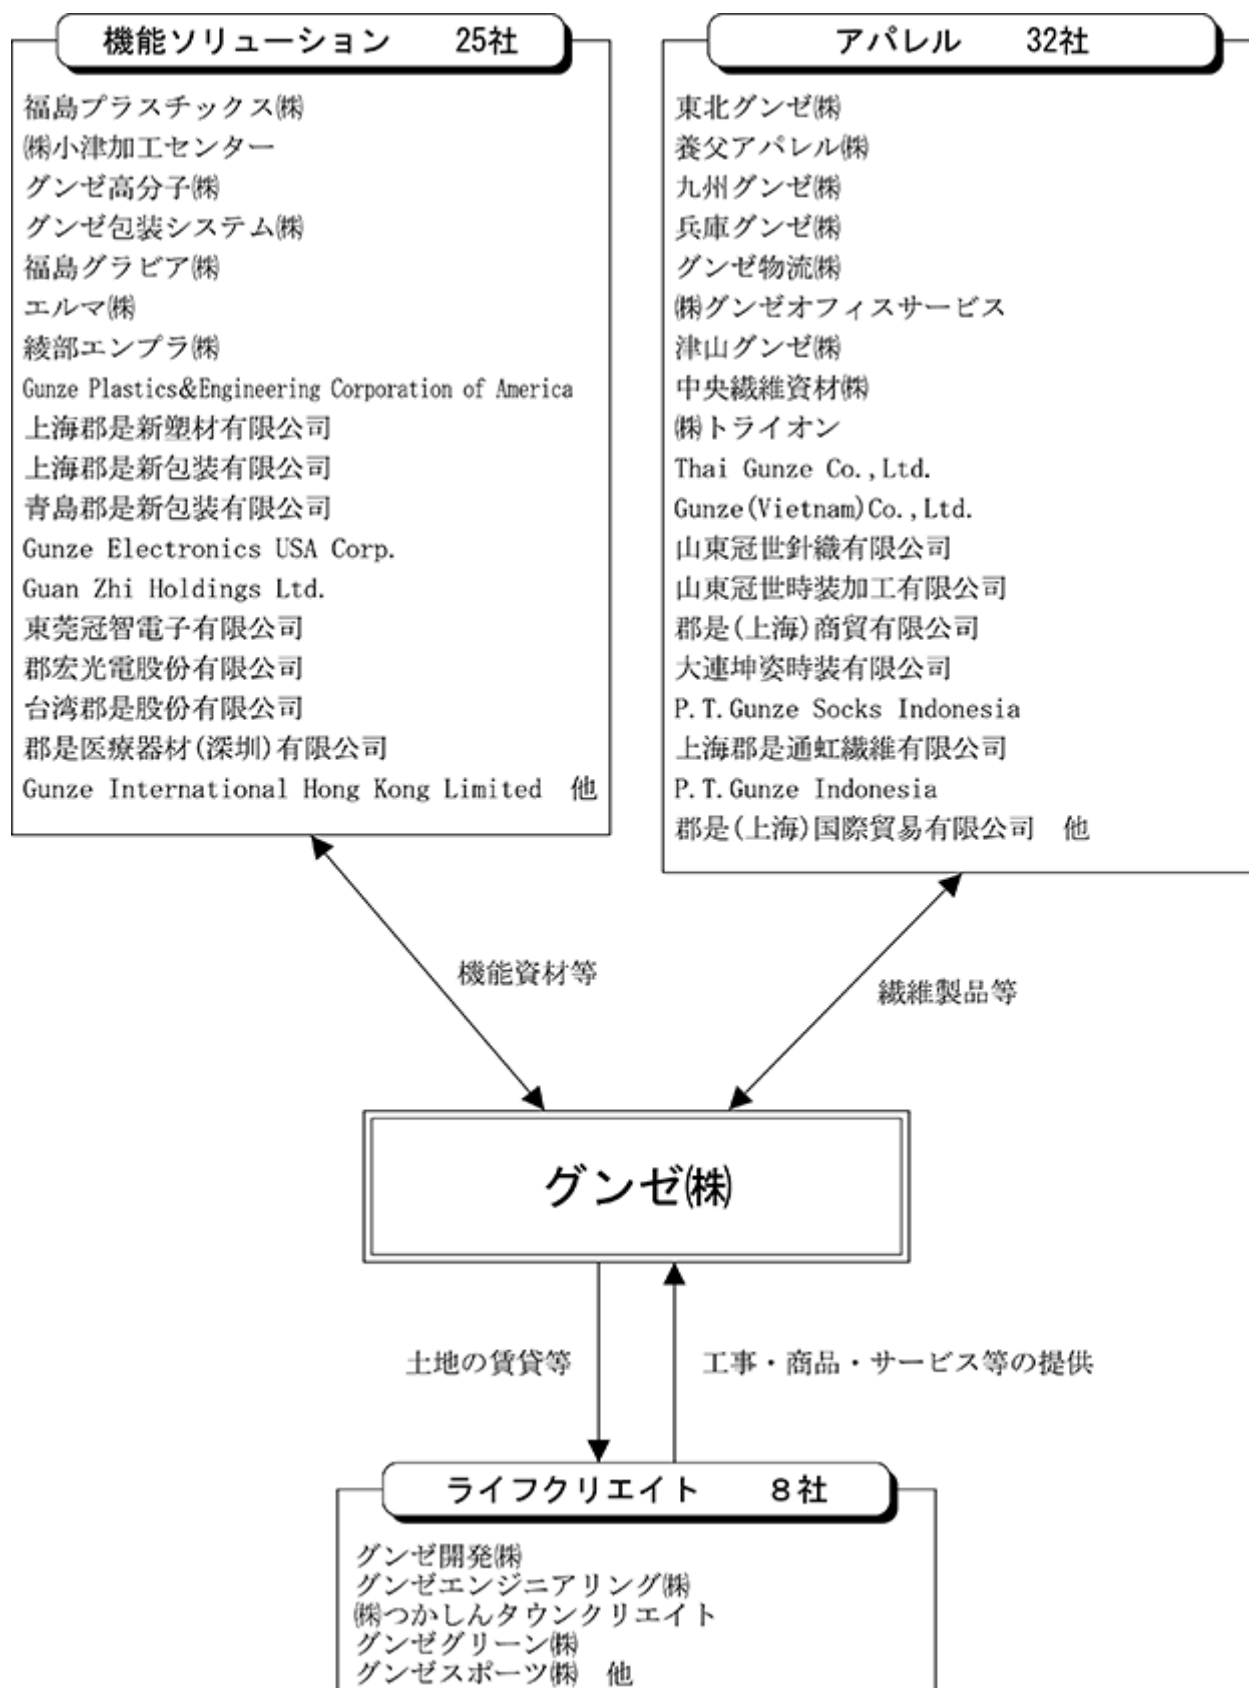 機能ソリューション　25社
福島プラスチックス㈱
㈱小津加工センター
グンゼ高分子㈱
グンゼ包装システム㈱
福島グラビア㈱
エルマ㈱
綾部エンプラ㈱
Gunze Plastics&Engineering Corporation of America
上海郡是新塑材有限公司
上海郡是新包装有限公司
青島郡是新包装有限公司
Gunze Electronics USA Corp.
Guan Zhi Holdings Ltd.
東莞冠智電子有限公司
郡宏光電股份有限公司
台湾郡是股份有限公司
郡是医療器材(深圳)有限公司
Gunze International Hong Kong Limited　他
アパレル　32社
東北グンゼ㈱
養父アパレル㈱
九州グンゼ㈱
兵庫グンゼ㈱
グンゼ物流㈱
㈱グンゼオフィスサービス
津山グンゼ㈱
中央繊維資材㈱
㈱トライオン
Thai Gunze Co.,Ltd.
Gunze(Vietnam)Co.,Ltd.
山東冠世針織有限公司
山東冠世時装加工有限公司
郡是(上海)商貿有限公司
大連坤姿時装有限公司
P.T.Gunze Socks Indonesia
上海郡是通虹繊維有限公司
P.T.Gunze Indonesia
郡是(上海)国際貿易有限公司　他
機能資材等
繊維製品等
グンゼ㈱
土地の賃貸等
工事・商品・サービス等の提供
ライフクリエイト　８社
グンゼ開発㈱
グンゼエンジニアリング㈱
㈱つかしんタウンクリエイト
グンゼグリーン㈱
グンゼスポーツ㈱　他